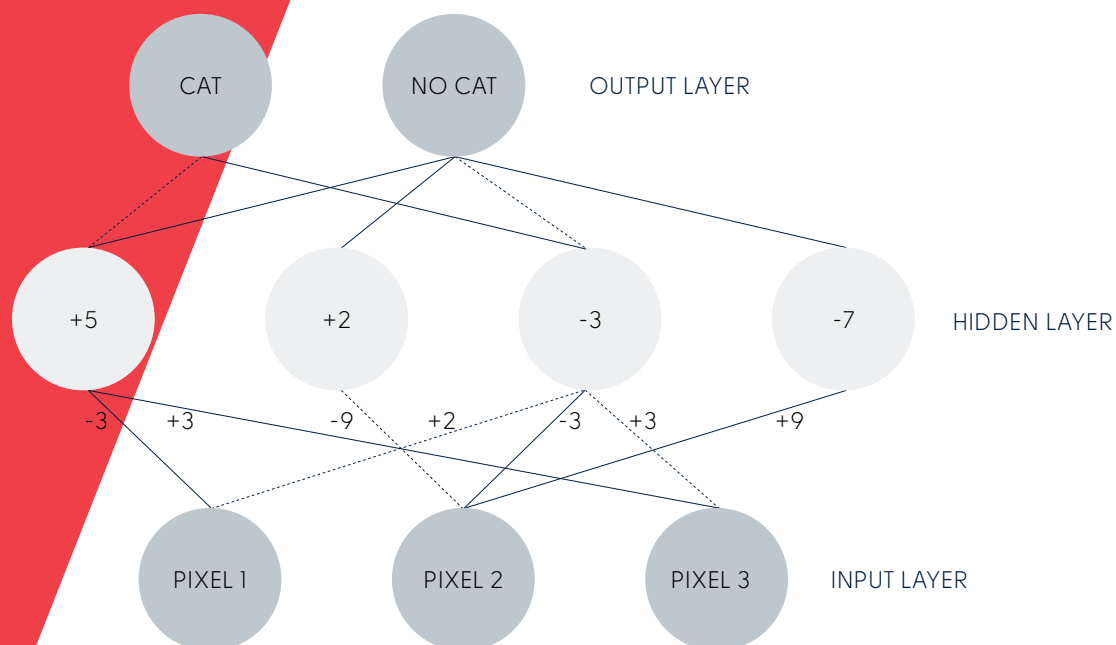 CAT
NO CAT
OUTPUT LAYER
+5
+2
-3
-7
HIDDEN LAYER
-3
+3
-9
+2
-3
+3
+9
PIXEL 1
PIXEL 2
PIXEL 3
INPUT LAYER